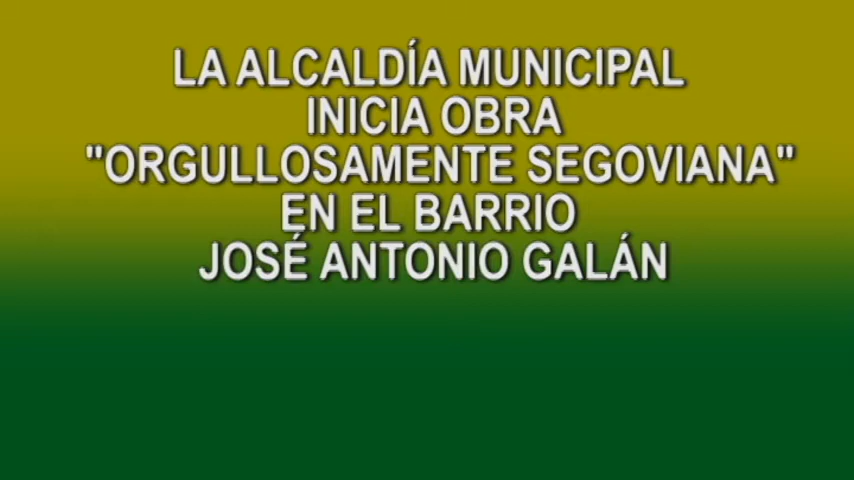 LA ALCALDÍA MUNICIPAL
INICIA OBRA
"ORGULLOSAMENTE SEGOVIANA"
EN EL BARRIO
JOSÉ ANTONIO GALÁN